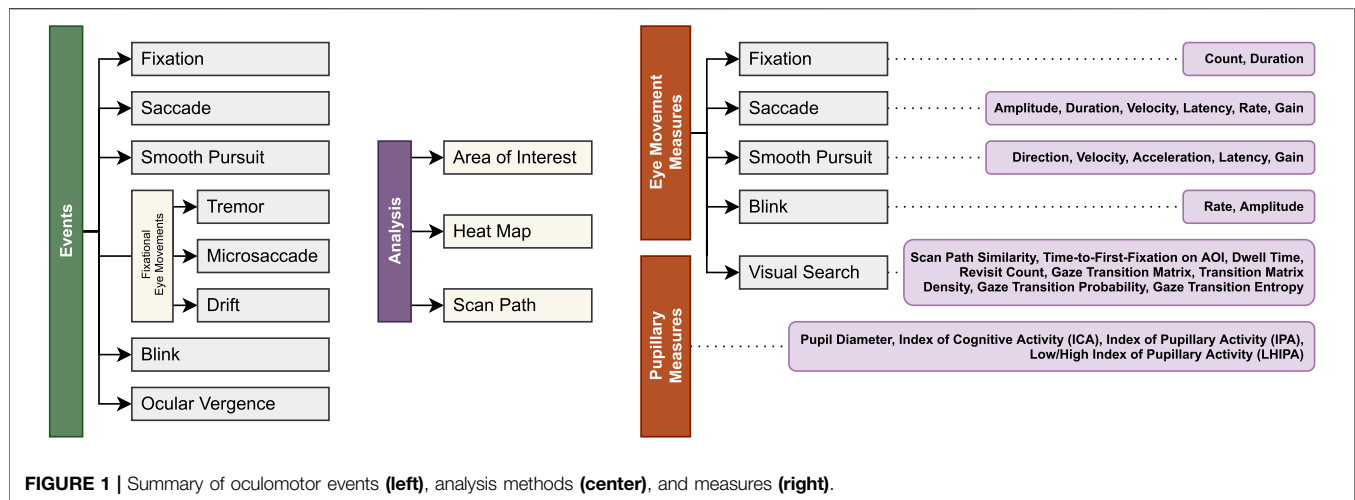 Events
Fixation
Saccade
Smooth Pursuit
Fixational
Eye Movements
Tremor
Microsaccade
Drift
Blink
Ocular Vergence
Analysis
Area of Interest
Heat Map
Scan Path
Eye Movement
Measures
Fixation
Count, Duration
Saccade
Amplitude, Duration, Velocity, Latency, Rate, Gain
Smooth Pursuit
Direction, Velocity, Acceleration, Latency, Gain
Blink
Rate, Amplitude
Visual Search
Scan Path Similarity, Time-to-First-Fixation on AOI, Dwell Time,
Revisit Count, Gaze Transition Matrix, Transition Matrix
Density, Gaze Transition Probability, Gaze Transition Entropy
Pupillary
Measures
Pupil Diameter, Index of Cognitive Activity (ICA), Index of Pupillary Activity (IPA),
Low/High Index of Pupillary Activity (LHIPA)
FIGURE 1 | Summary of oculomotor events (left), analysis methods (center), and measures (right).